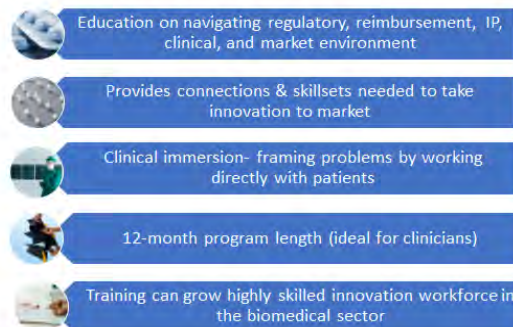 Education on navigating regulatory, reimbursement, IP,
clinical, and market environment
Provides connections & skillsets needed to take
innovation to market
Clinical immersion- framing problems by working
directly with patients
12-month program length (ideal for clinicians)
Training can grow highly skilled innovation workforce in
the biomedical sector